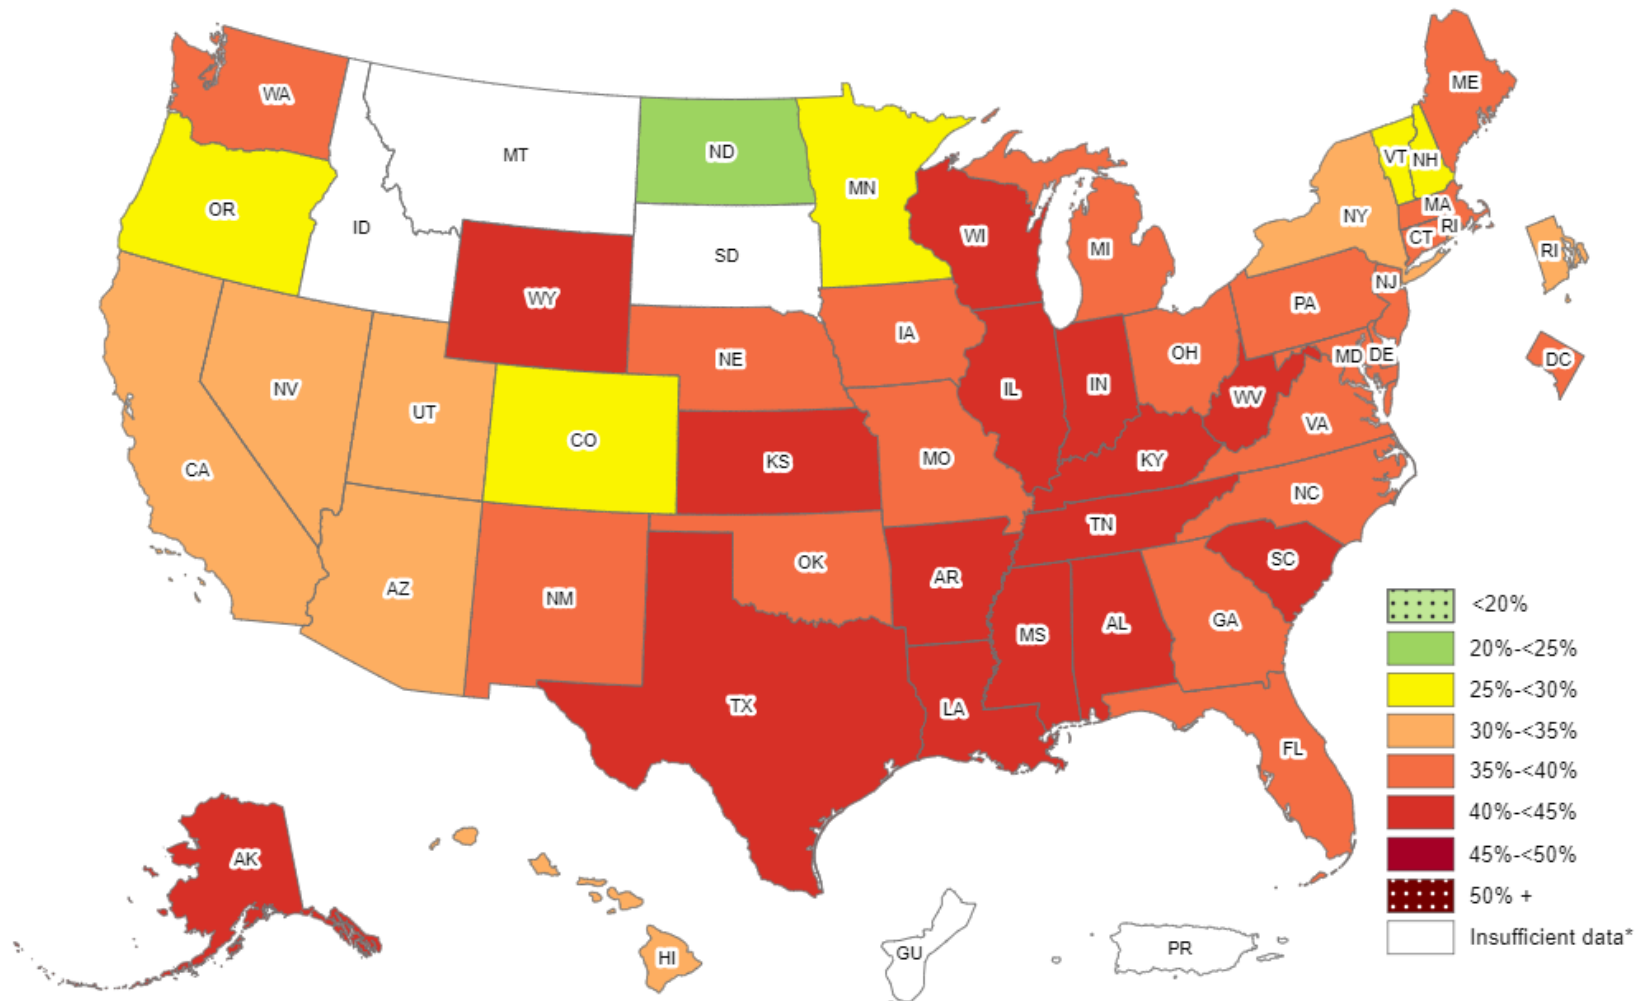 WA
ME
MT
ND
VT
NH
MN
OR
MA
NY
RI
ID
WI
CT
MI
RI
SD
NJ
WY
PA
IA
OH
MD
DE
DC
NE
IN
NV
IL
WV
UT
VA
CO
KS
MO
KY
CA
NC
TN
OK
SC
AR
AZ
NM
<20%
GA
AL
MS
20%-<25%
25%-<30%
TX
LA
30%-<35%
FL
35%-<40%
40%-<45%
AK
45%-<50%
50% +
Insufficient data*
PR
GU
HI